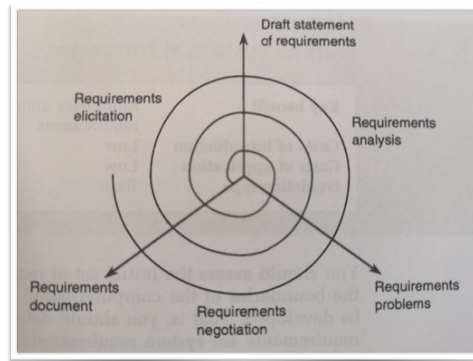 Draft statement
of requirements
Requirements
elicitation
Requirements
analysis
Requirements
document
Requirements
negotiation
Requirements
problems